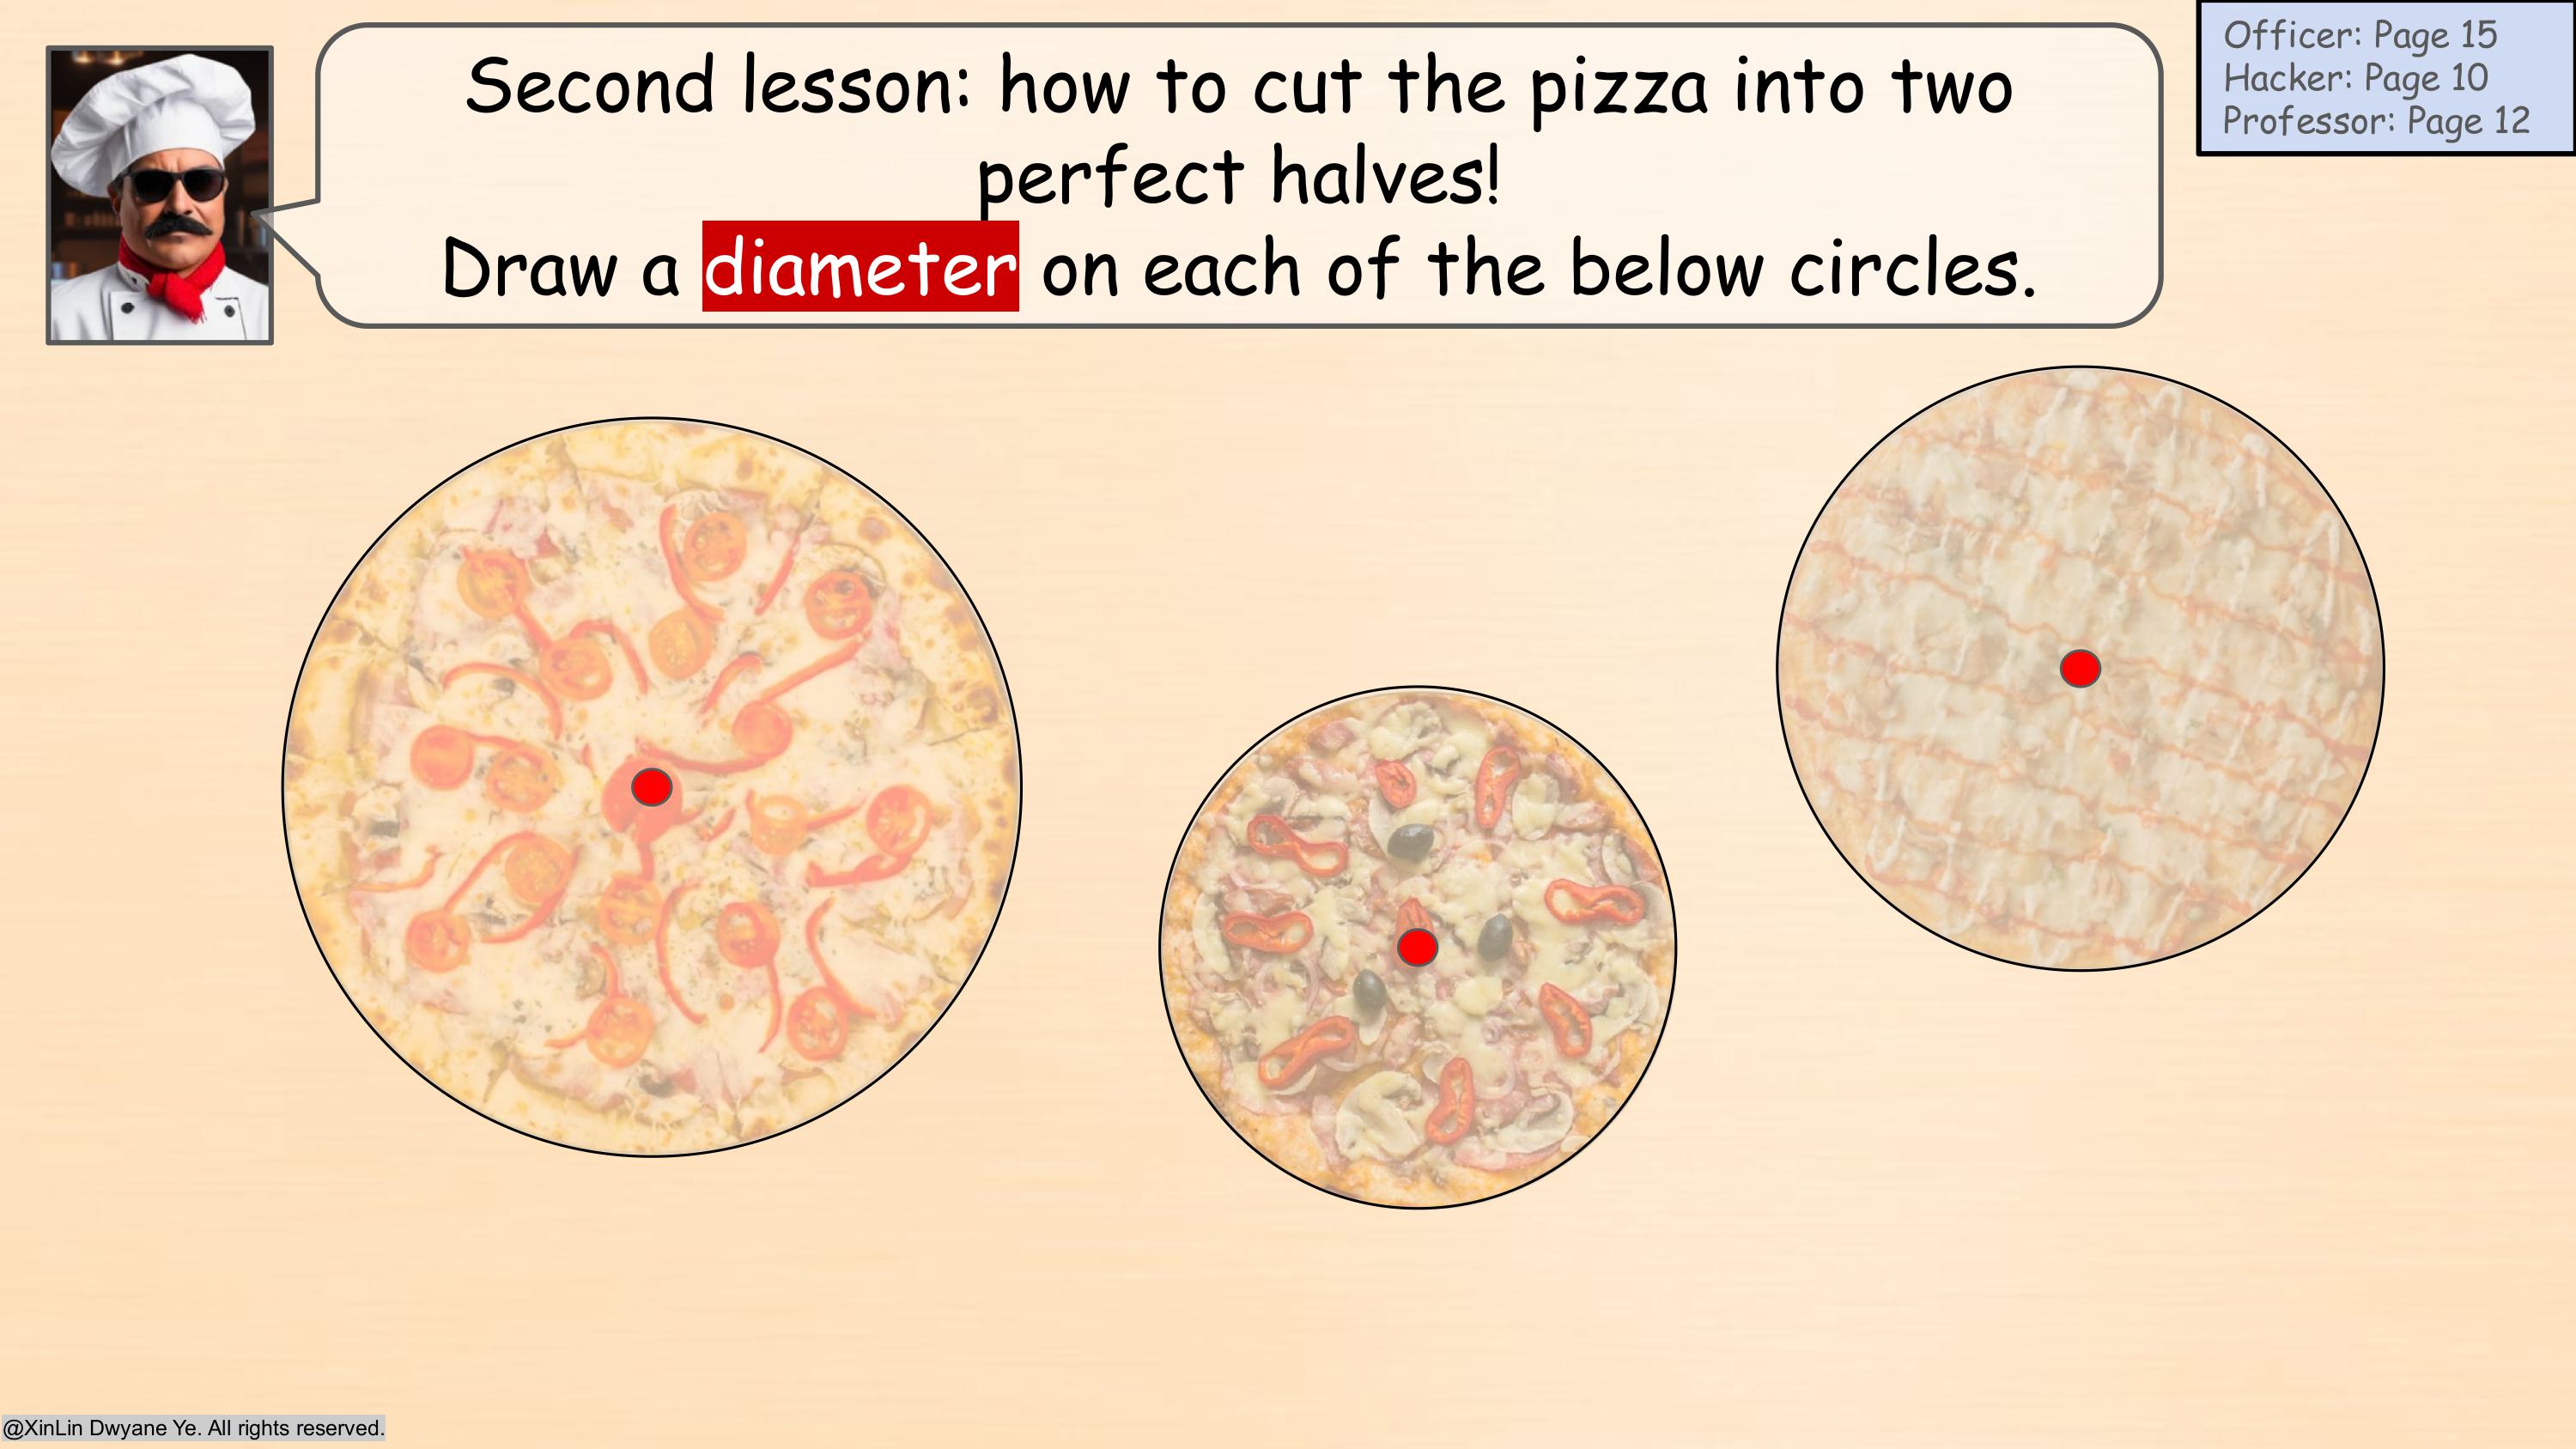 Second lesson: how to cut the pizza into two
perfect halves!
Draw a diameter on each of the below circles.
Officer: Page 15
Hacker: Page 10
Professor: Page 12
@XinLin Dwyane Ye. All rights reserved.